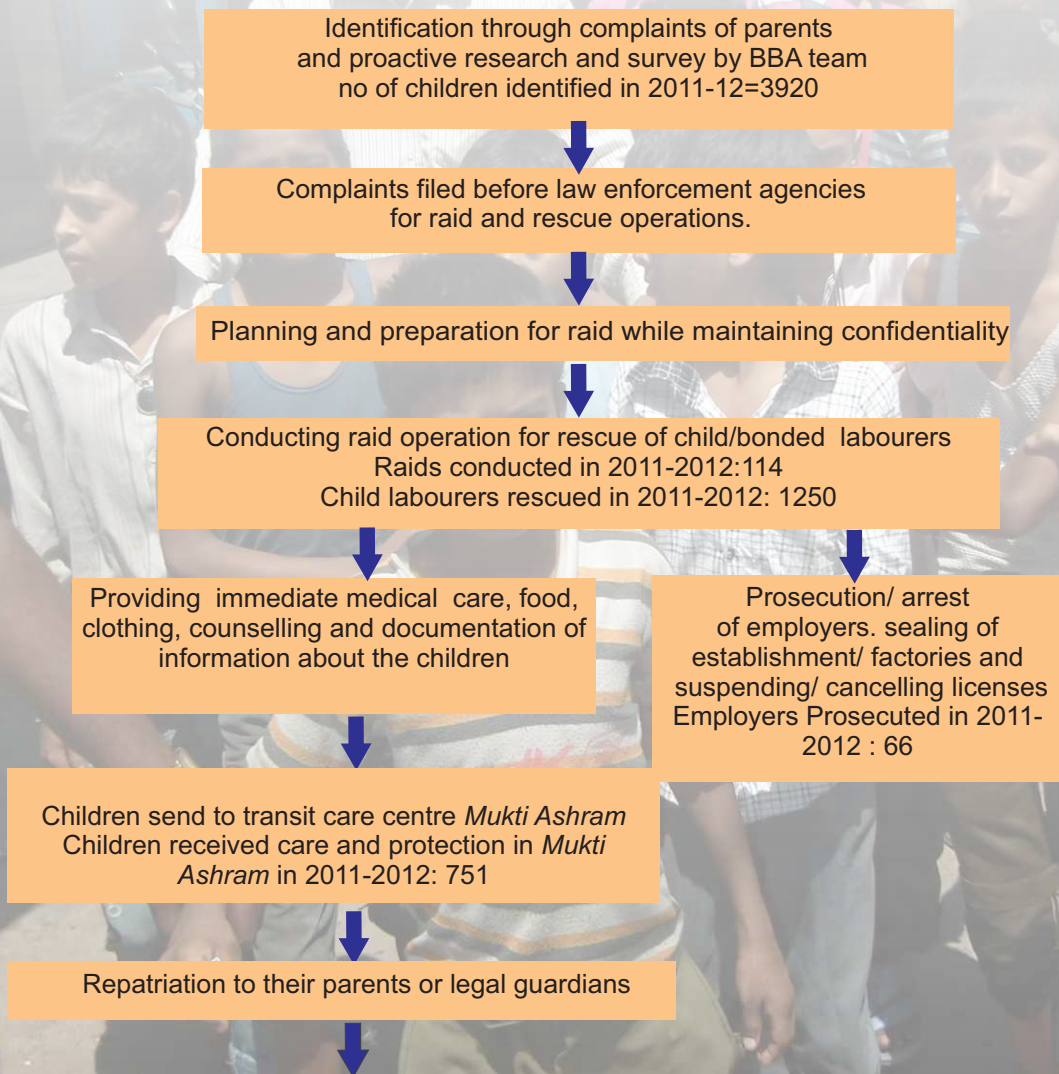 Identification through complaints of parents
and proactive research and survey by BBA team
no of children identified in 2011-12=3920
Complaints filed before law enforcement agencies
for raid and rescue operations.
Planning and preparation for raid while maintaining confidentiality
Conducting raid operation for rescue of child/bonded labourers
Raids conducted in 2011-2012:114
Child labourers rescued in 2011-2012: 1250
Providing immediate medical care, food,
clothing, counselling and documentation of
information about the children
Prosecution/ arrest
of employers. sealing of
establishment/ factories and
suspending/ cancelling licenses
Employers Prosecuted in 2011-
2012 : 66
Children send to transit care centre Mukti Ashram
Children received care and protection in Mukti
Ashram in 2011-2012: 751
Repatriation to their parents or legal guardians